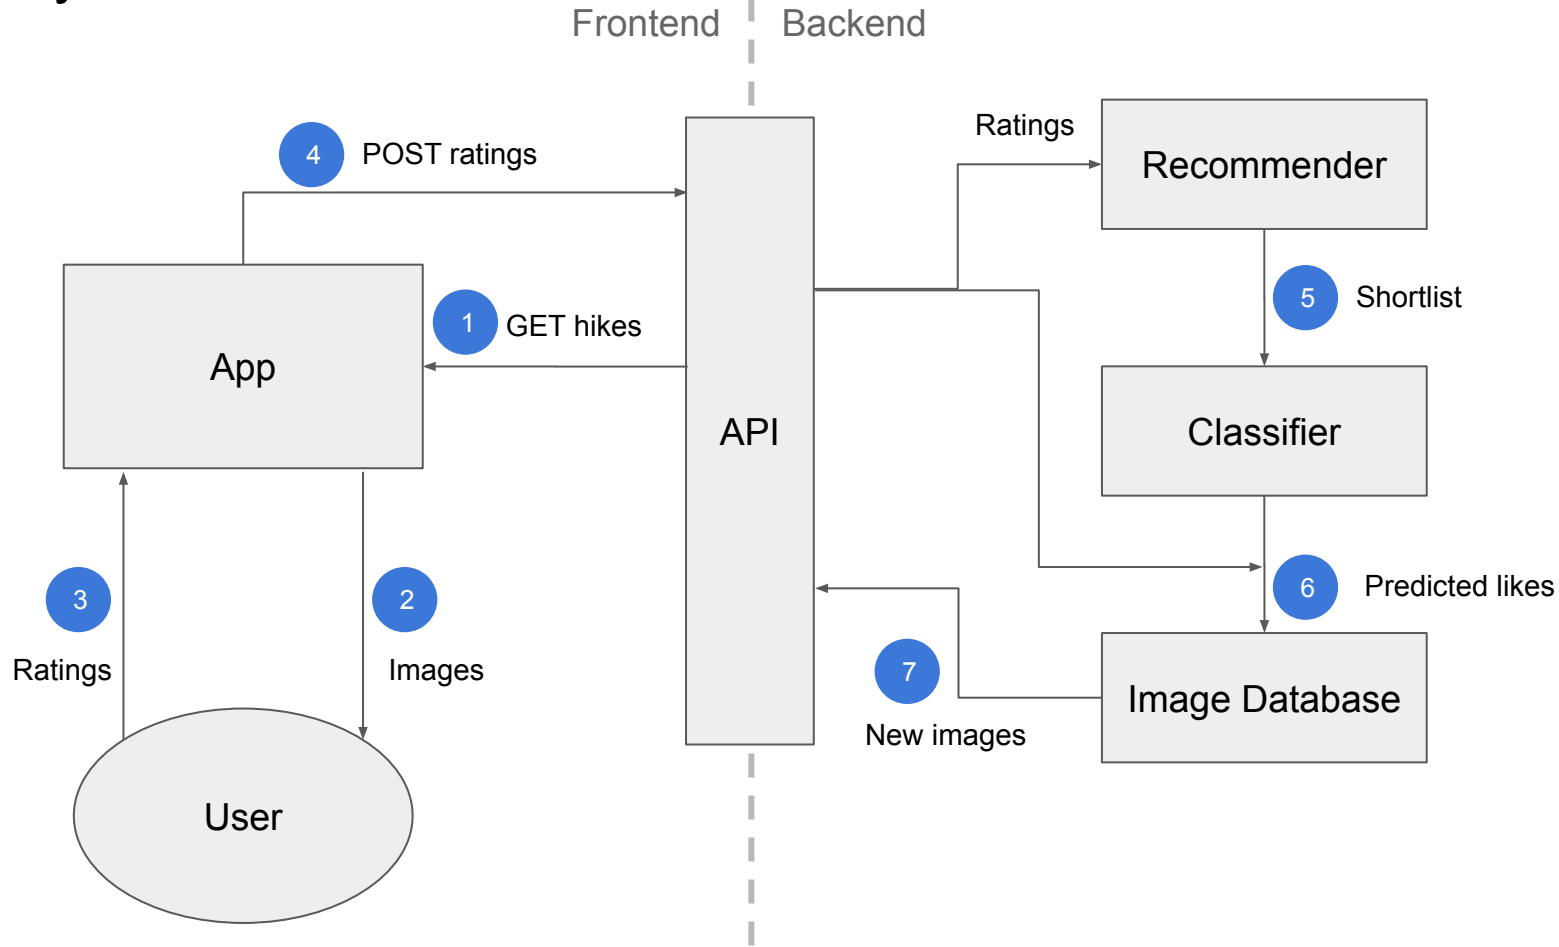 Frontend
Backend
4
POST ratings
Ratings
Recommender
1
GET hikes
5
Shortlist
App
API
Classifier
3
Ratings
2
Images
6
Predicted likes
7
New images
Image Database
User